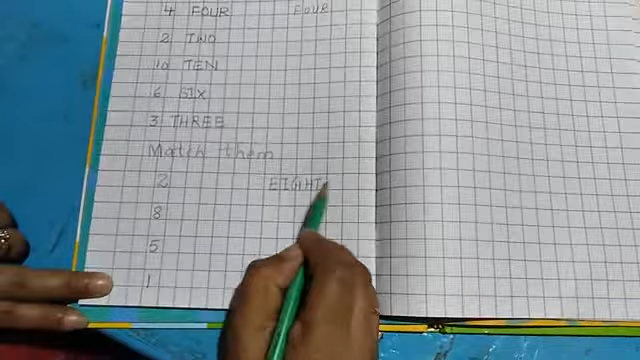 4 FOUR FOUR
2 TWO
10 TEN
6 SIX
3 THREE
Match them
2 EIGHT
8
5
1